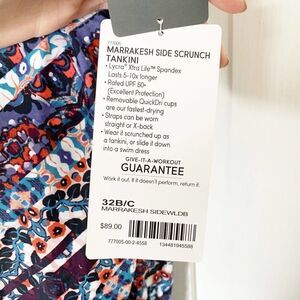 777005
MARRAKESH SIDE SCRUNCH
TANKINI
• Lycra® Xtra Life™ Spandex
Lasts 5-10x longer
• Rated UPF 50+
(Excellent Protection)
• Removable QuickDri cups
are our fastest-drying
• Straps can be worn
straight or X-back
• Wear it scrunched up as
a tankini, or slide it down
into a swim dress
GIVE-IT-A-WORKOUT
GUARANTEE
Work it out. If it doesn't perform, return it.
32B/C
MARRAKESH SIDEWLDB
$89.00
777005-00-2-4558
134481945588